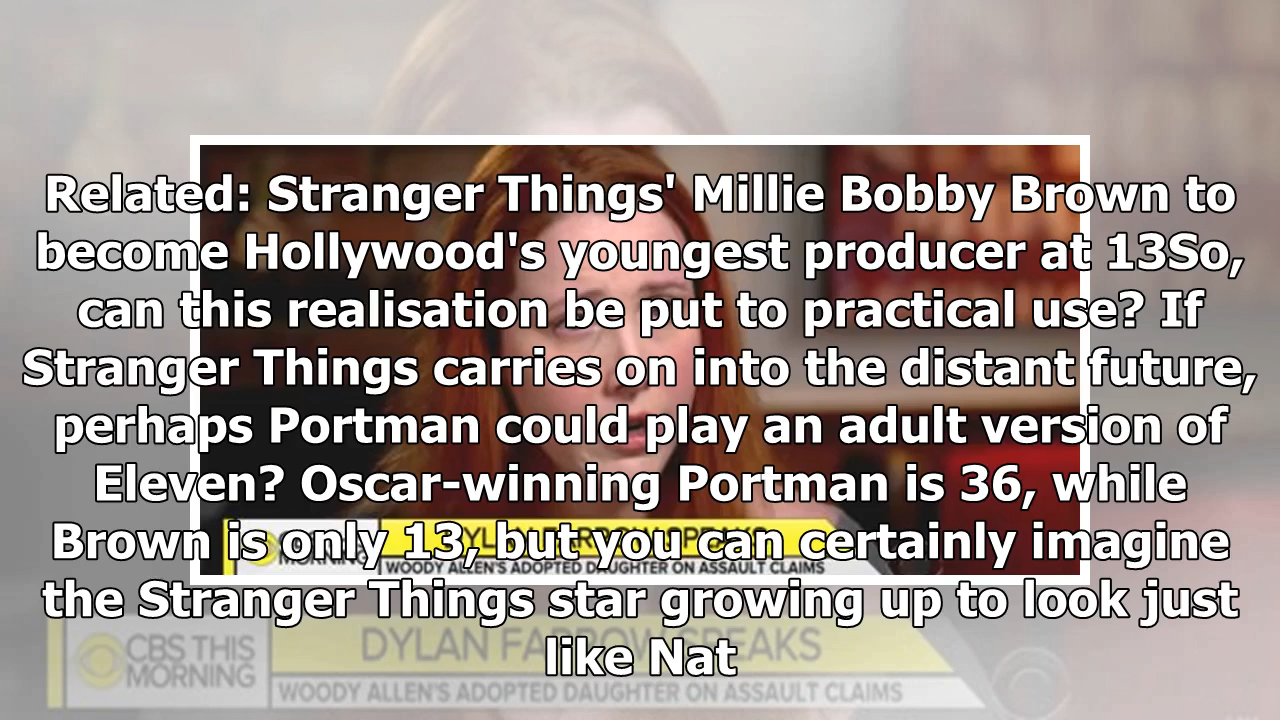 Related: Stranger Things' Millie Bobby Brown to
become Hollywood's youngest producer at 13So,
can this realisation be put to practical use? If
Stranger Things carries on into the distant future,
perhaps Portman could play an adult version of
Eleven? Oscar-winning Portman is 36, while
Brown is only 13, but you can certainly imagine
the Stranger Things star growing up to look just
like Nat
MORNING
DYLAN FARROW SPEAKS
WOODY ALLEN'S ADOPTED DAUGHTER ON ASSAULT CLAIMS
CBS THIS
MORNING
DYLAN FARROW SPEAKS
WOODY ALLEN'S ADOPTED DAUGHTER ON ASSAULT CLAIMS